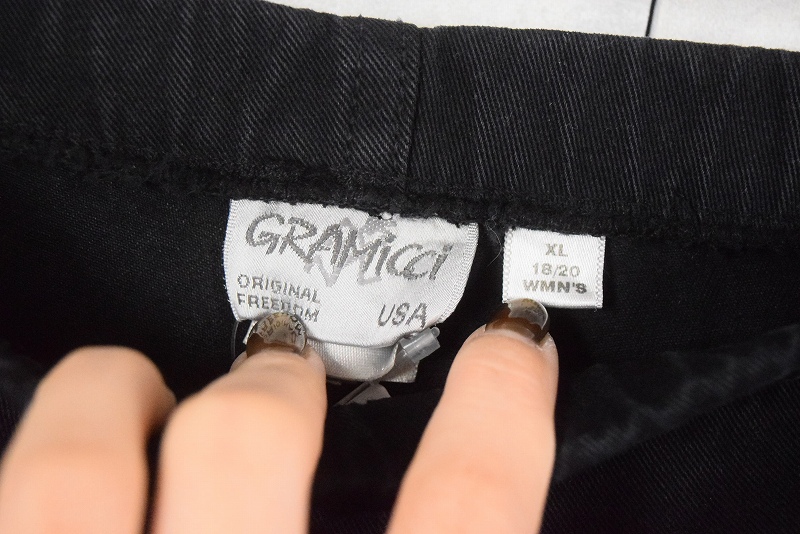 GRAMicci
ORIGINAL
FREEDOM
USA
XL
18/20
WMN'S